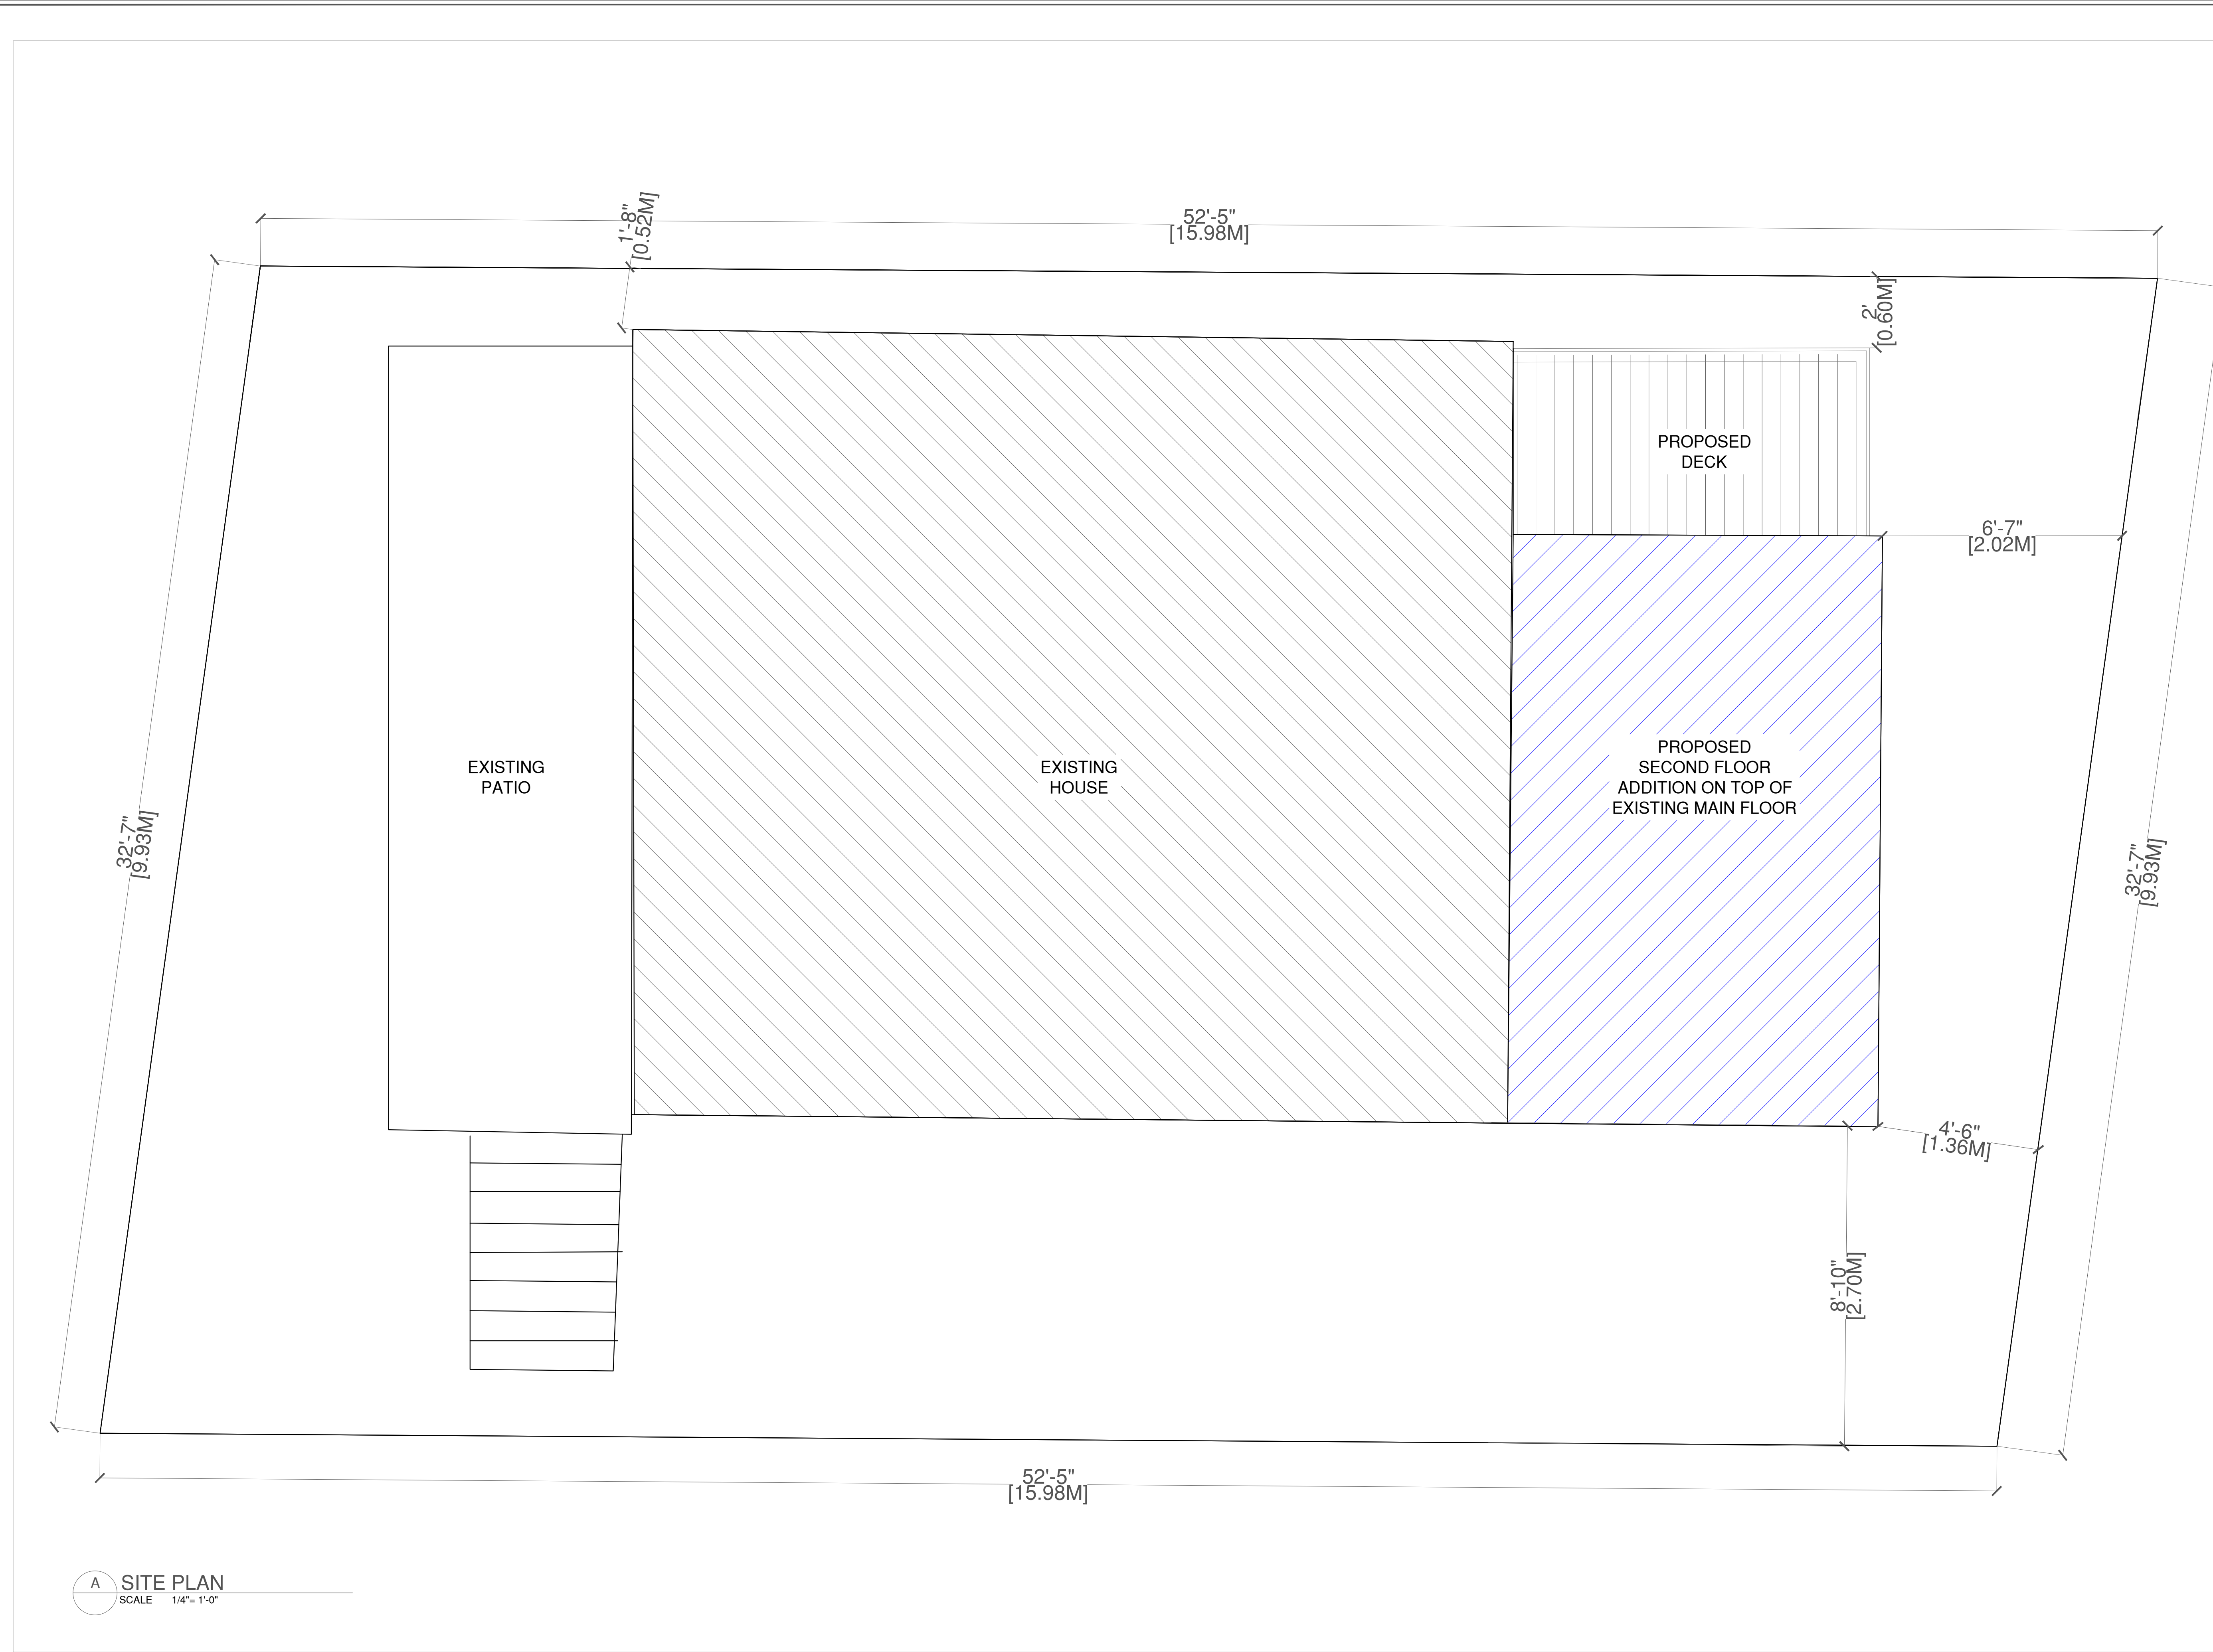 52'-5"
[15.98M]
1'-8"
[0.52M]
2'
[0.60M]
PROPOSED
DECK
6'-7"
[2.02M]
EXISTING
PATIO
EXISTING
HOUSE
PROPOSED
SECOND FLOOR
ADDITION ON TOP OF
EXISTING MAIN FLOOR
32'-7"
[9.93M]
32'-7"
[9.93M]
4'-6"
[1.36M]
8'-10"
[2.70M]
52'-5"
[15.98M]
A
SITE PLAN
SCALE 1/4"= 1'-0"